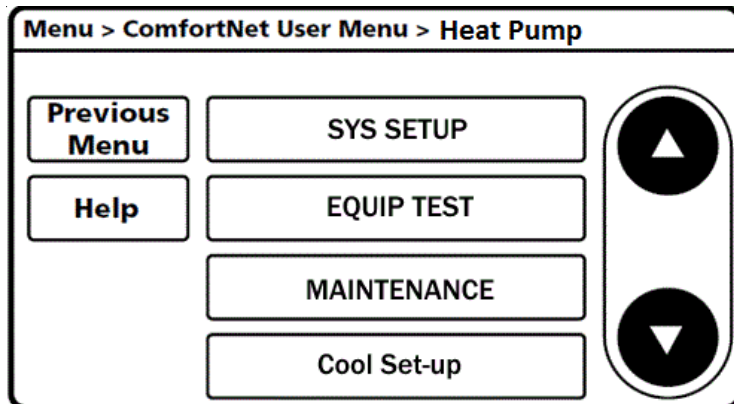 Menu > ComfortNet User Menu > Heat Pump
Previous
Menu
SYS SETUP
Help
EQUIP TEST
MAINTENANCE
Cool Set-up